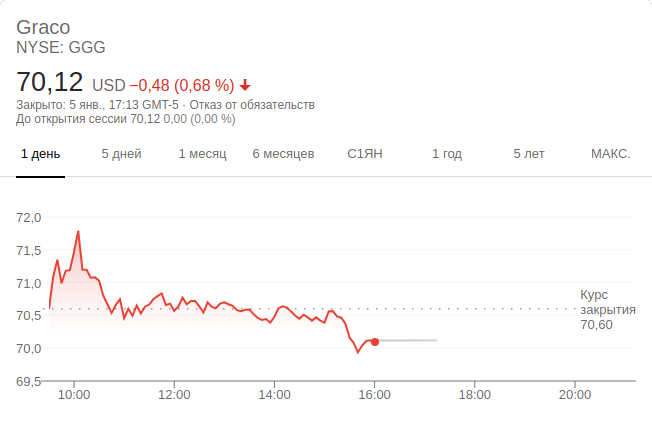 Graco
NYSE: GGG
70,12 USD −0,48 (0,68 %)
Закрыто: 5 янв., 17:13 GMT-5 · Отказ от обязательств
До открытия сессии 70,12 0,00 (0,00 %)
1 день 5 дней 1 месяц 6 месяцев С1ЯН 1 год 5 лет МАКС.
72,0
71,5
71,0
70,5
70,0
69,5
Курс
закрытия
70,60
10:00 12:00 14:00 16:00 18:00 20:00